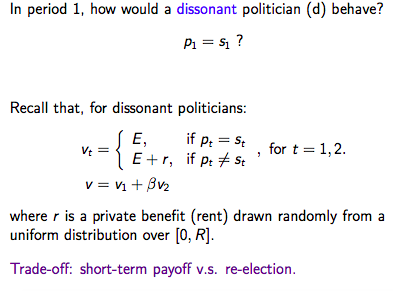 In period 1, how would a dissonant politician (d) behave?
p₁ = s₁ ?
Recall that, for dissonant politicians:
vₜ = { E, if pₜ = sₜ
E + r, if pₜ ≠ sₜ , for t = 1, 2.
v = v₁ + βv₂
where r is a private benefit (rent) drawn randomly from a
uniform distribution over [0, R].
Trade-off: short-term payoff v.s. re-election.